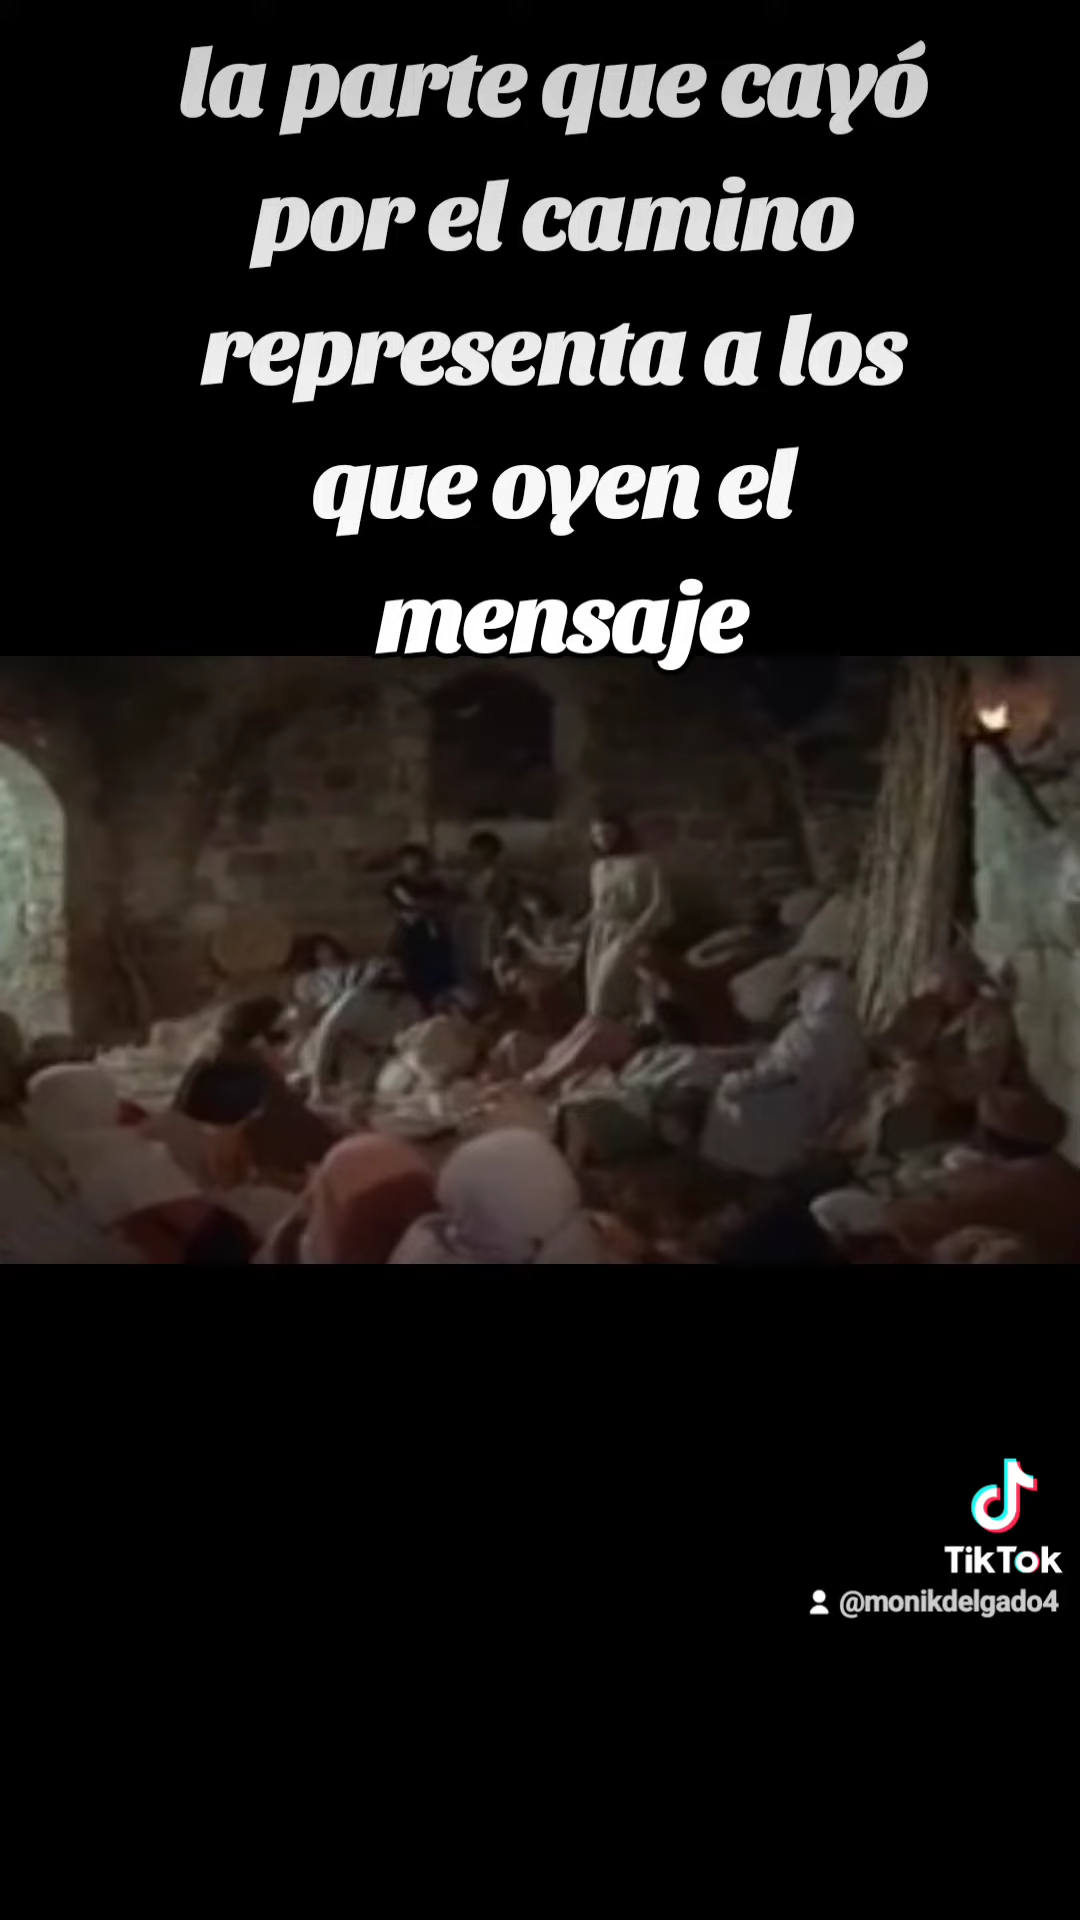 la parte que cayó
por el camino
representa a los
que oyen el
mensaje
TikTok
@monikdelgado4